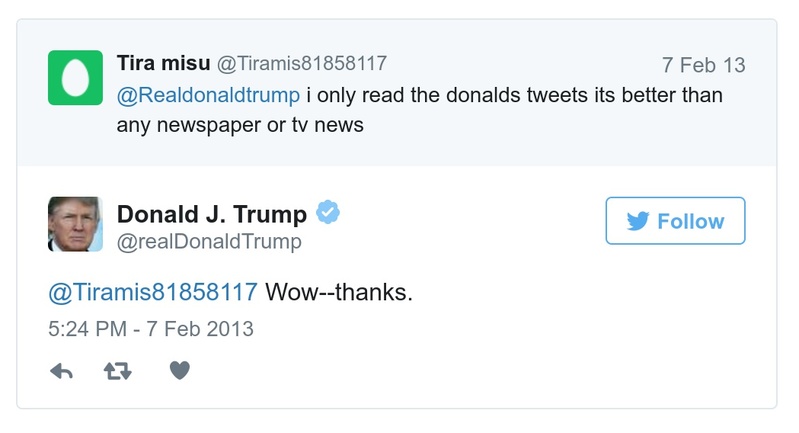 Tira misu @Tiramis81858117
7 Feb 13
@Realdonaldtrump i only read the donalds tweets its better than
any newspaper or tv news
Donald J. Trump
@realDonaldTrump
Follow
@Tiramis81858117 Wow--thanks.
5:24 PM - 7 Feb 2013